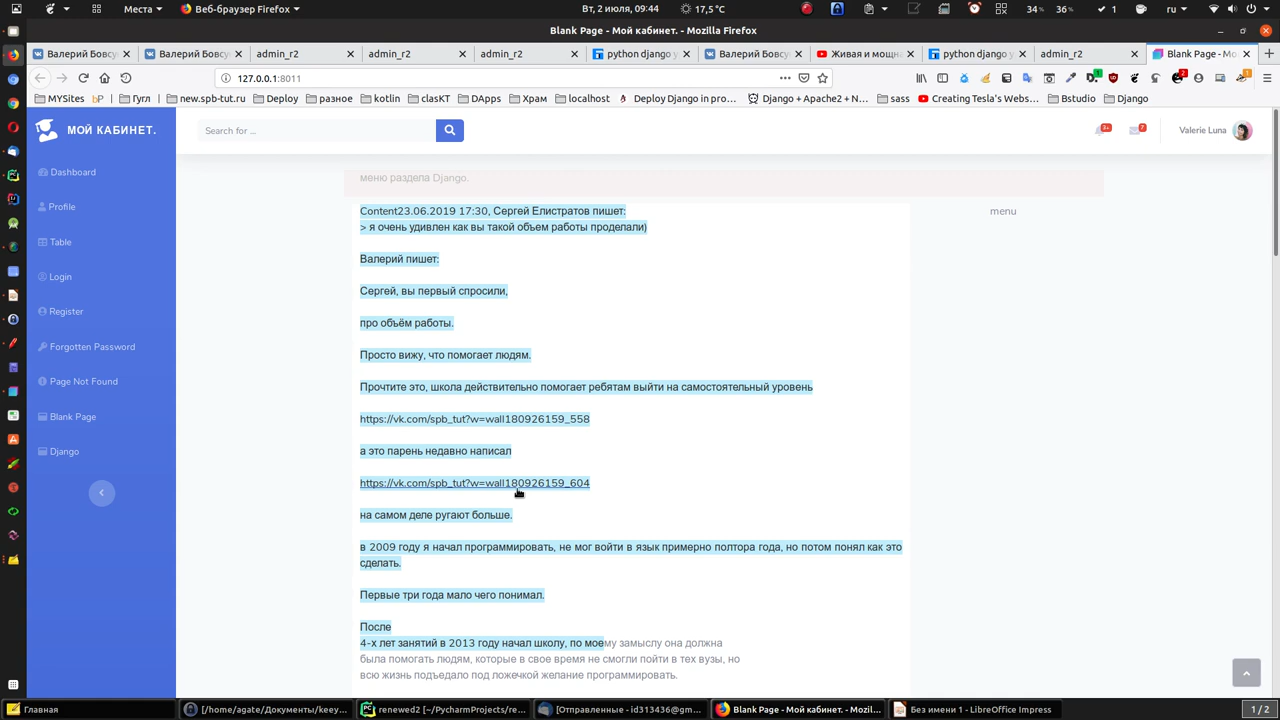 Места
Веб-браузер Firefox
Вт, 2 июля, 09:44
17,5°C
34 %
36%
ru
Blank Page - Мой кабинет. - Mozilla Firefox
Валерий Бовсу
Валерий Бовсу
admin_r2
admin_r2
admin_r2
python django у
Валерий Бовсу
Живая и мощна
python django у
admin_r2
Blank Page - Мо
127.0.0.1:8011
MYSites
bP
Гугл
new.spb-tut.ru
Deploy
разное
kotlin
clasKT
DApps
Храм
localhost
Deploy Django in pro…
Django + Apache2 + N…
sass
Creating Tesla's Webs…
Bstudio
Django
МОЙ КАБИНЕТ.
Search for ...
3+
7
Valerie Luna
Dashboard
Profile
Table
Login
Register
Forgotten Password
Page Not Found
Blank Page
Django
меню раздела Django.
menu
Content23.06.2019 17:30, Сергей Елистратов пишет:
> я очень удивлен как вы такой объем работы проделали)
Валерий пишет:
Сергей, вы первый спросили,
про объём работы.
Просто вижу, что помогает людям.
Прочтите это, школа действительно помогает ребятам выйти на самостоятельный уровень
https://vk.com/spb_tut?w=wall180926159_558
а это парень недавно написал
https://vk.com/spb_tut?w=wall180926159_604
на самом деле ругают больше.
в 2009 году я начал программировать, не мог войти в язык примерно полтора года, но потом понял как это
сделать.
Первые три года мало чего понимал.
После
4-х лет занятий в 2013 году начал школу, по моему замыслу она должна
была помогать людям, которые в свое время не смогли пойти в тех вузы, но
всю жизнь подъедало под ложечкой желание программировать.
Главная
[/home/agate/Документы/keey…
renewed2 [~/PycharmProjects/re…
[Отправленные - id313436@gm…
Blank Page - Мой кабинет. - Mozil…
Без имени 1 - LibreOffice Impress
1 / 2